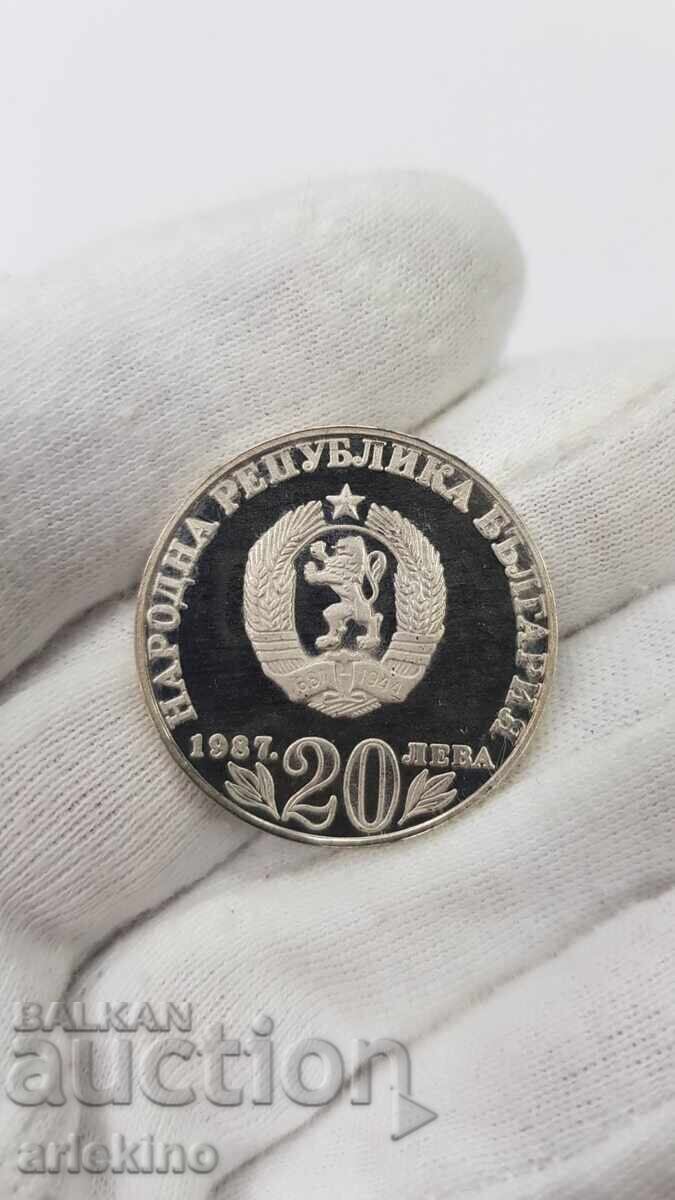 НАРОДНА РЕПУБЛИКА БЪЛГАРИЯ
681 1944
1987. 20 ЛЕВА
BALKAN
auction
arlekino